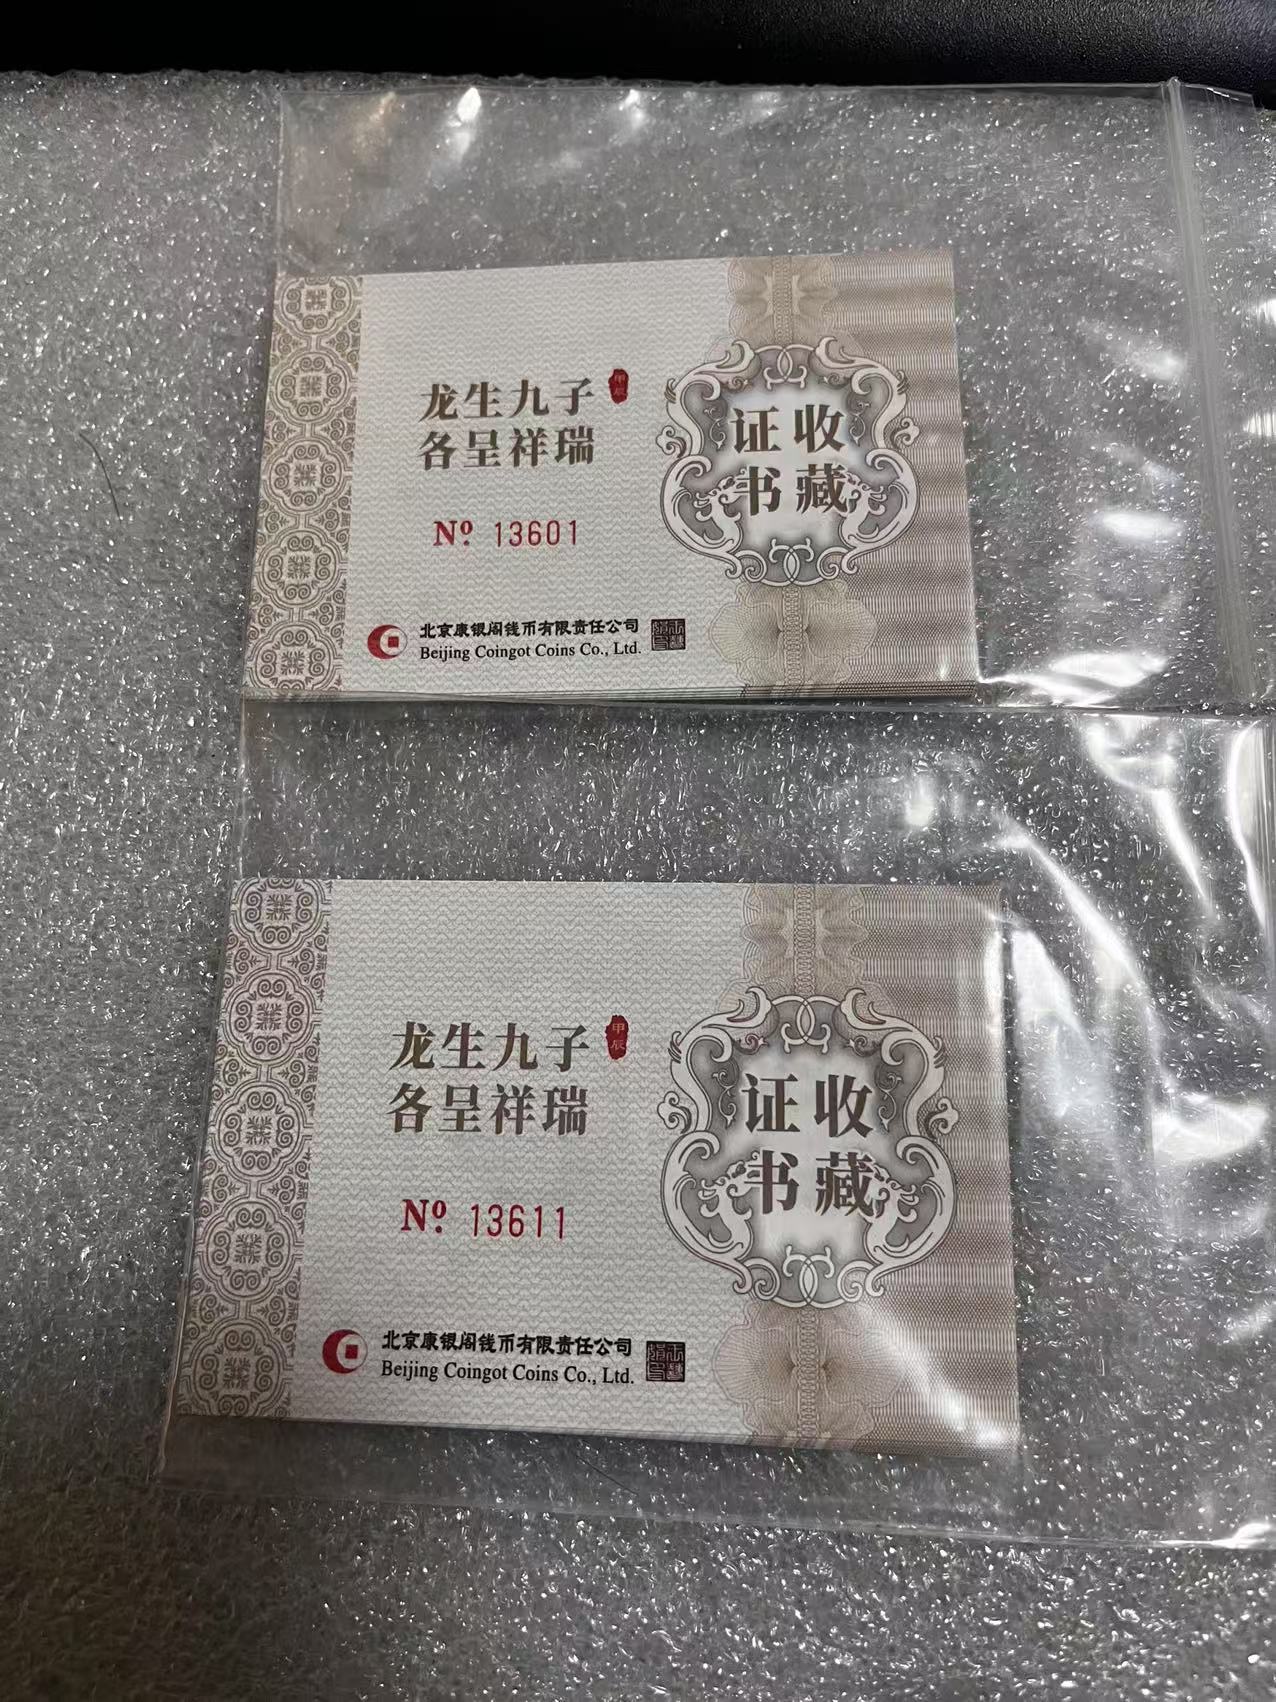 龙生九子
各呈祥瑞
甲辰
No. 13601
北京康银阁钱币有限责任公司
Beijing Coingot Coins Co., Ltd.
收藏
证书
龙生九子
各呈祥瑞
甲辰
No. 13611
北京康银阁钱币有限责任公司
Beijing Coingot Coins Co., Ltd.
收藏
证书